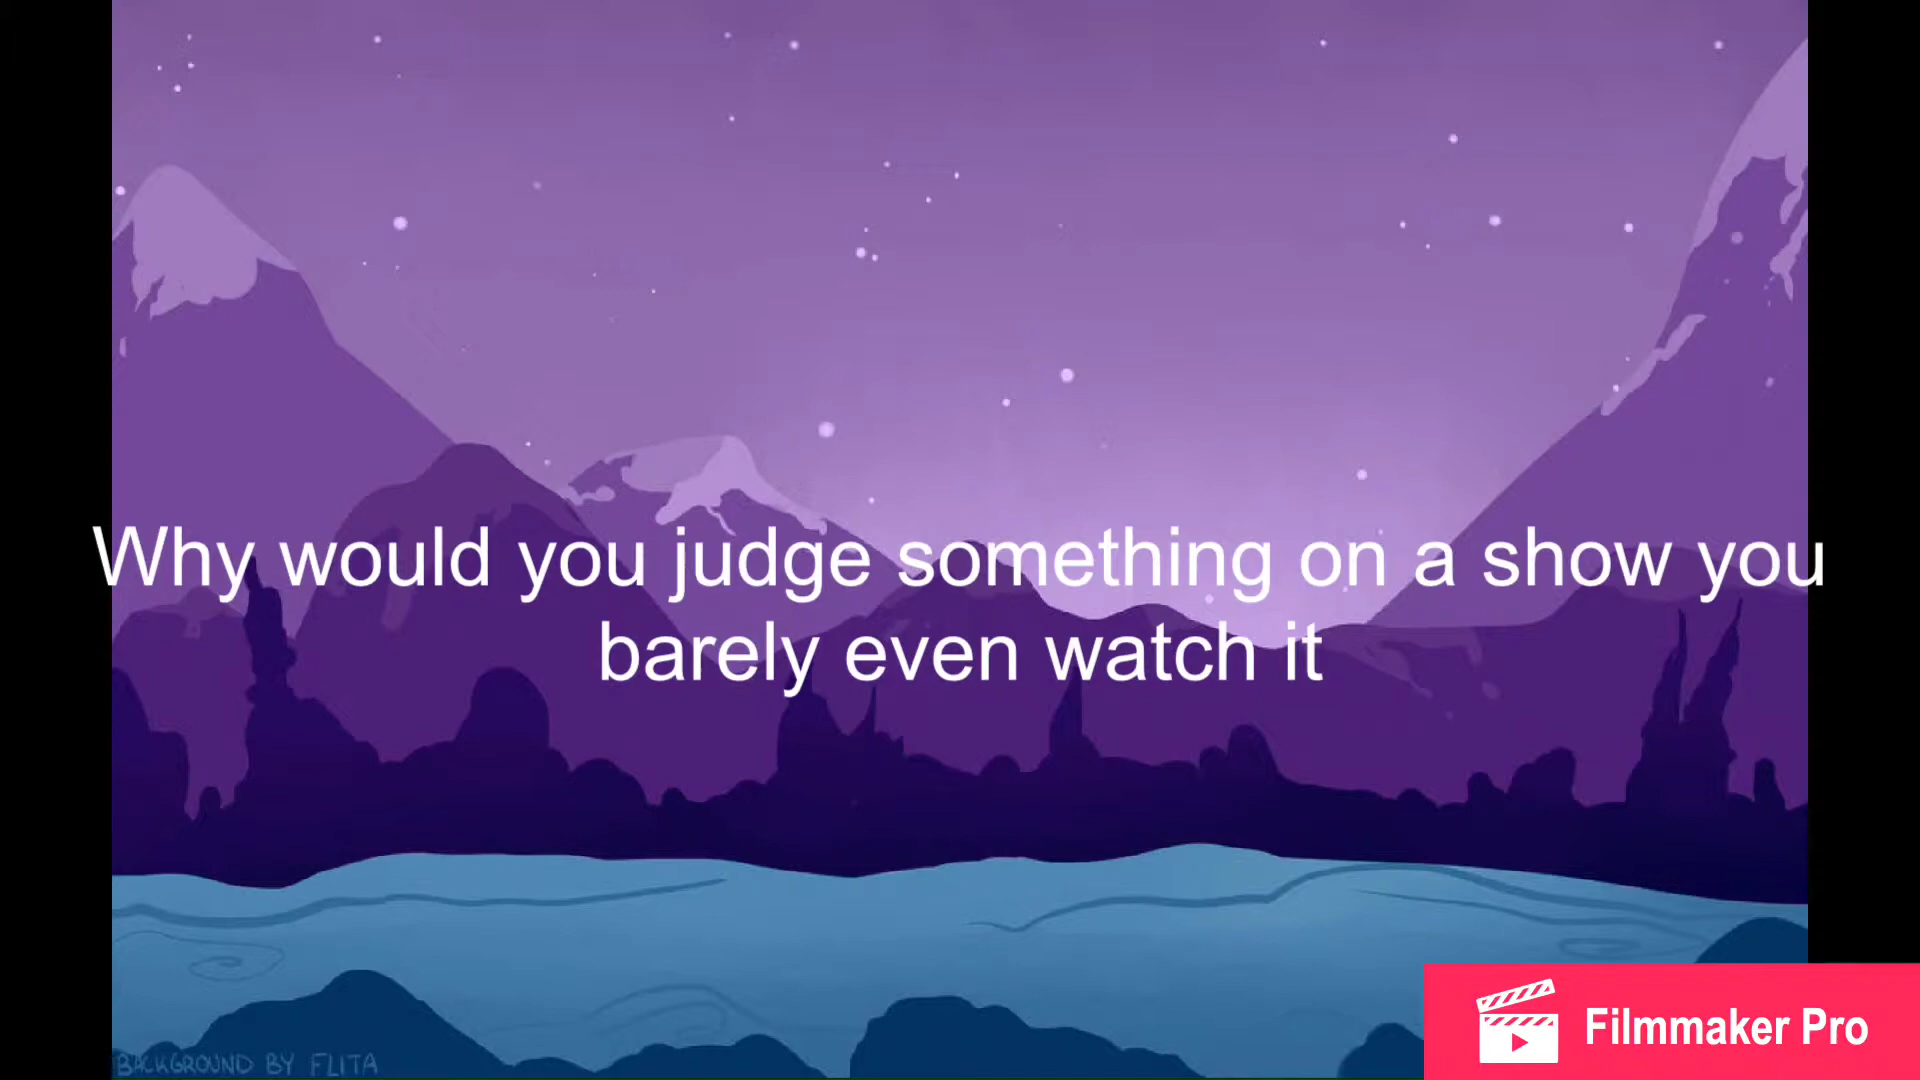 Why would you judge something on a show you
barely even watch it
Filmmaker Pro
BACKGROUND BY FLITA